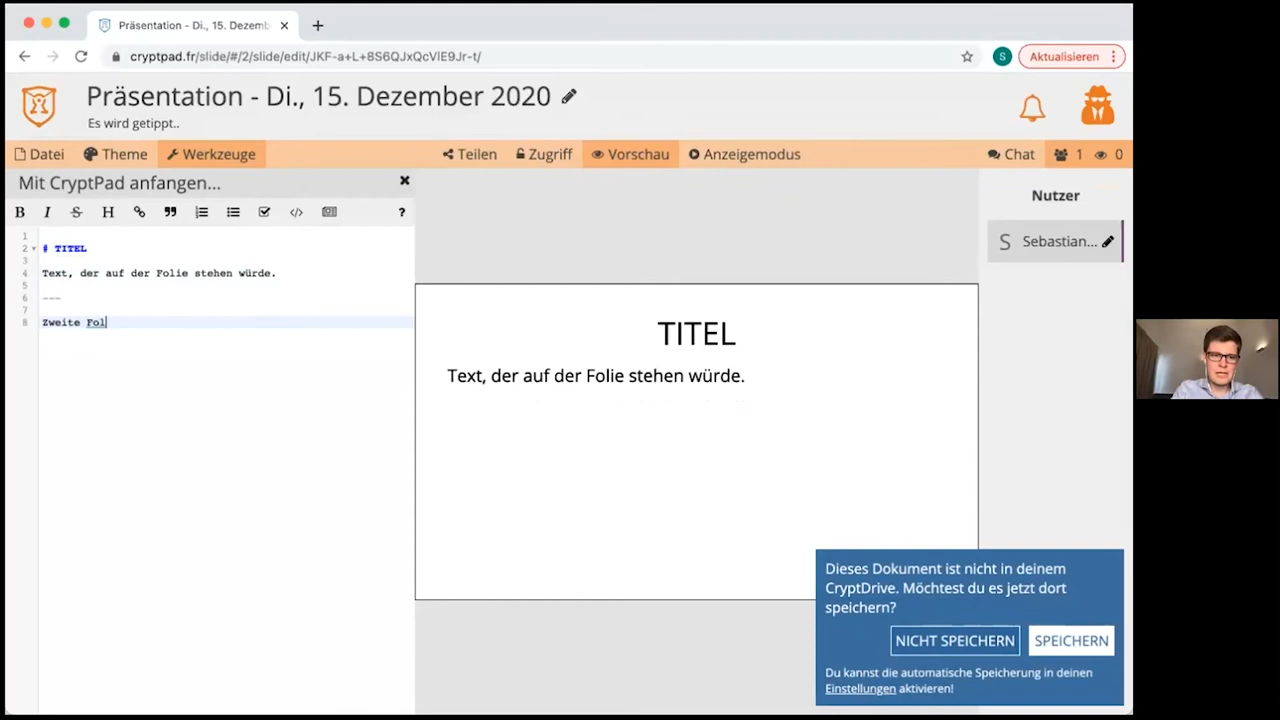 Präsentation - Di., 15. Dezemb
cryptpad.fr/slide/#/2/slide/edit/JKF-a+L+8S6QJxQcVlE9Jr-t/
S
Aktualisieren
Präsentation - Di., 15. Dezember 2020
Es wird getippt..
Datei Theme Werkzeuge Teilen Zugriff Vorschau Anzeigemodus Chat 1 0
Mit CryptPad anfangen...
B I S H ?
1
2 # TITEL
3
4 Text, der auf der Folie stehen würde.
5
6 ---
7
8 Zweite Fol
TITEL
Text, der auf der Folie stehen würde.
Nutzer
S Sebastian...
Dieses Dokument ist nicht in deinem
CryptDrive. Möchtest du es jetzt dort
speichern?
NICHT SPEICHERN SPEICHERN
Du kannst die automatische Speicherung in deinen
Einstellungen aktivieren!